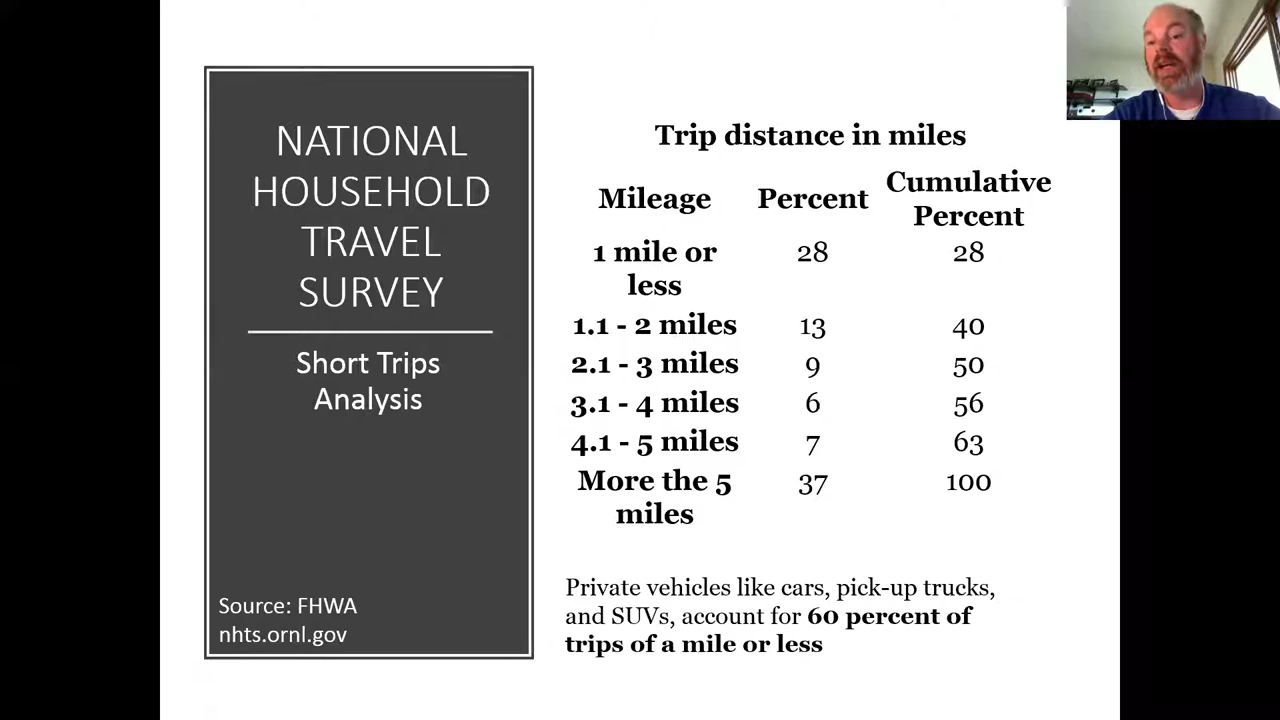 NATIONAL
HOUSEHOLD
TRAVEL
SURVEY
Short Trips
Analysis
Source: FHWA
nhts.ornl.gov
Trip distance in miles
Mileage Percent Cumulative Percent
1 mile or less 28 28
1.1 - 2 miles 13 40
2.1 - 3 miles 9 50
3.1 - 4 miles 6 56
4.1 - 5 miles 7 63
More the 5 miles 37 100
Private vehicles like cars, pick-up trucks,
and SUVs, account for 60 percent of
trips of a mile or less